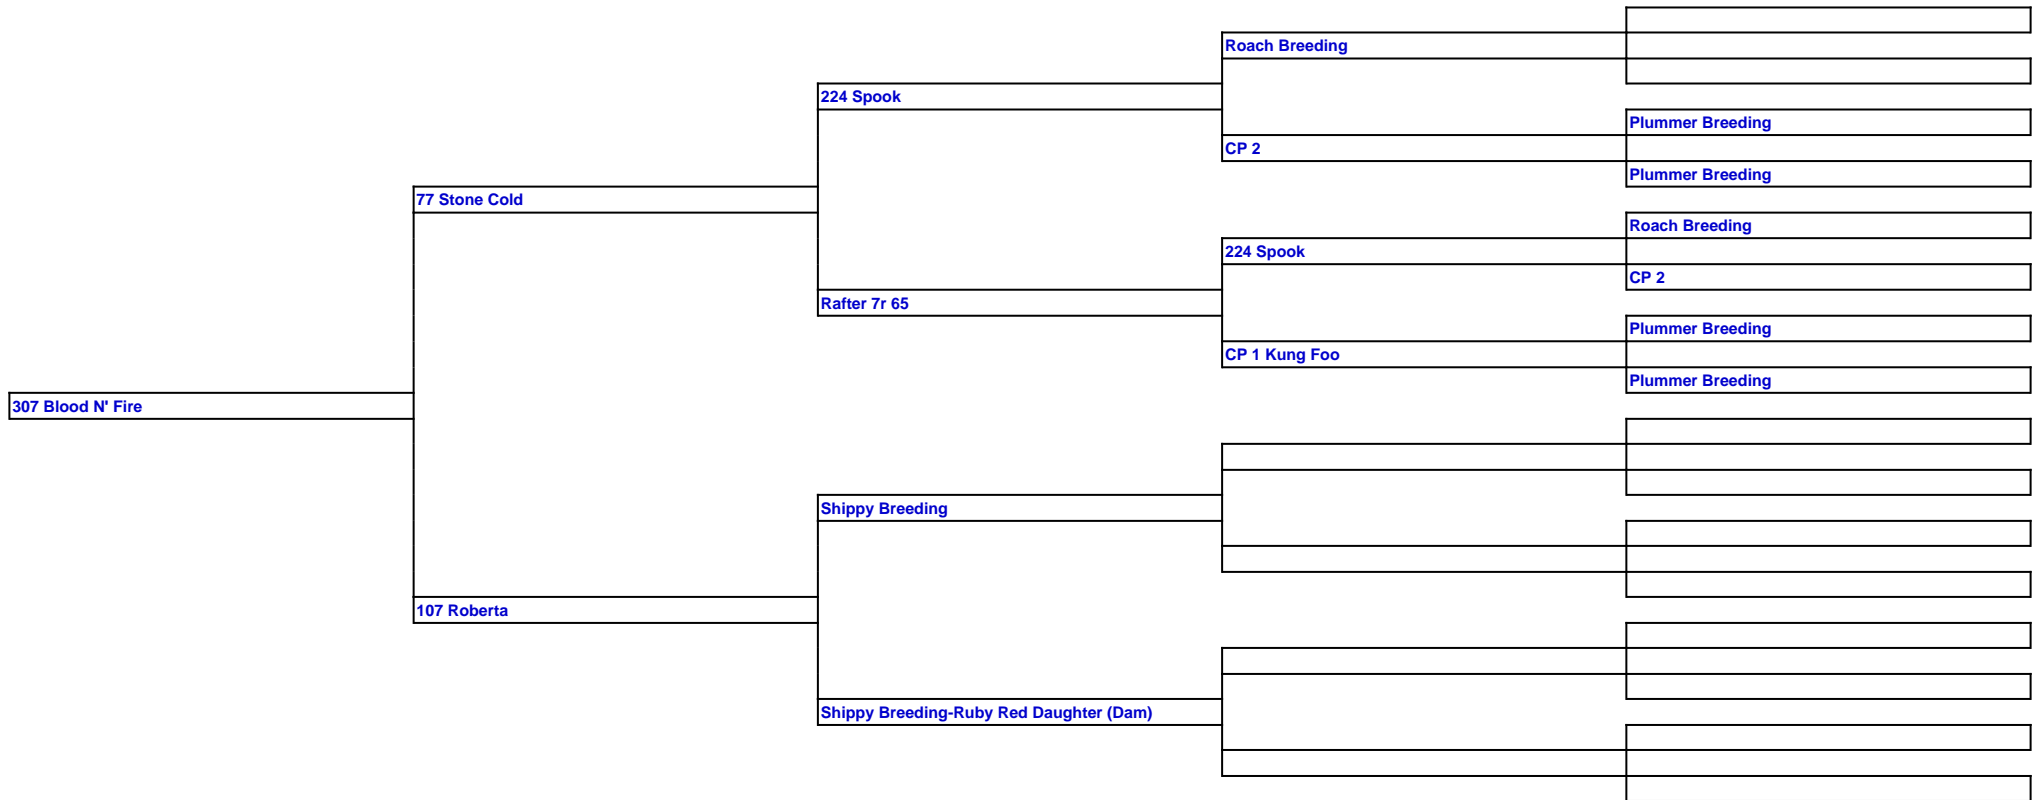 Roach Breeding
224 Spook
Plummer Breeding
CP 2
Plummer Breeding
77 Stone Cold
Roach Breeding
224 Spook
CP 2
Rafter 7r 65
Plummer Breeding
CP 1 Kung Foo
Plummer Breeding
307 Blood N' Fire
Shippy Breeding
107 Roberta
Shippy Breeding-Ruby Red Daughter (Dam)